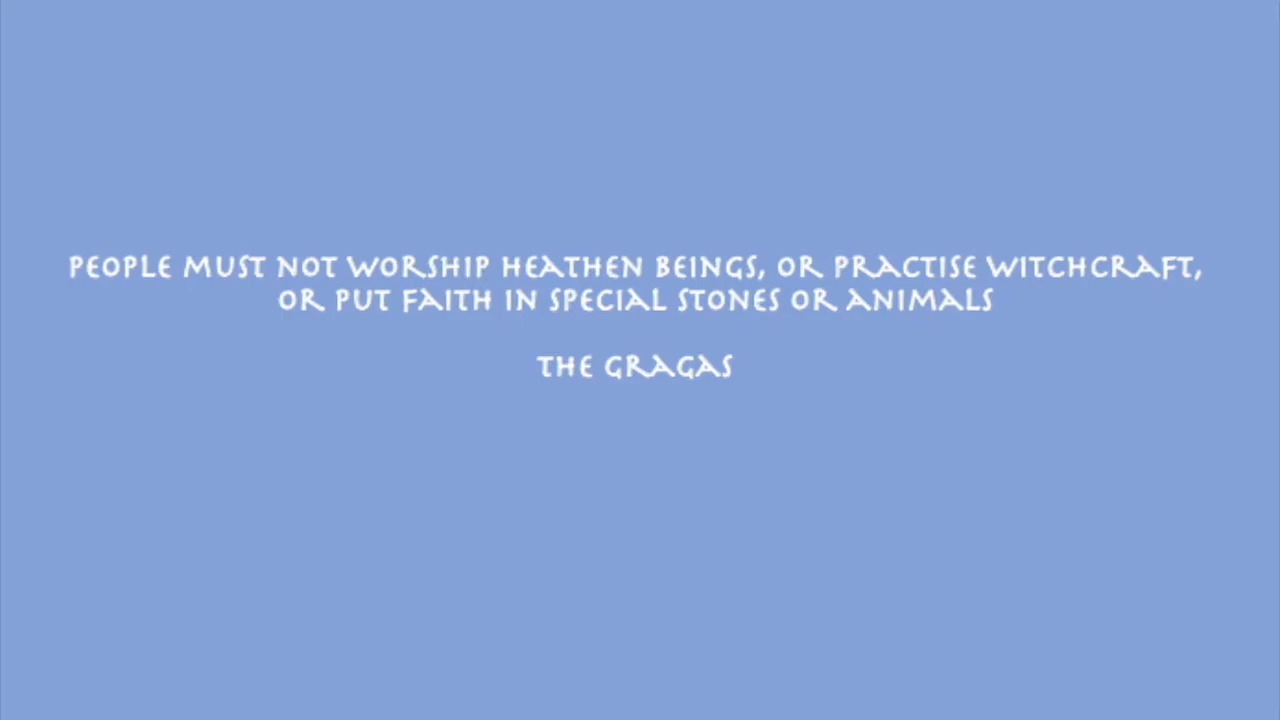 PEOPLE MUST NOT WORSHIP HEATHEN BEINGS, OR PRACTISE WITCHCRAFT,
OR PUT FAITH IN SPECIAL STONES OR ANIMALS
THE GRAGAS